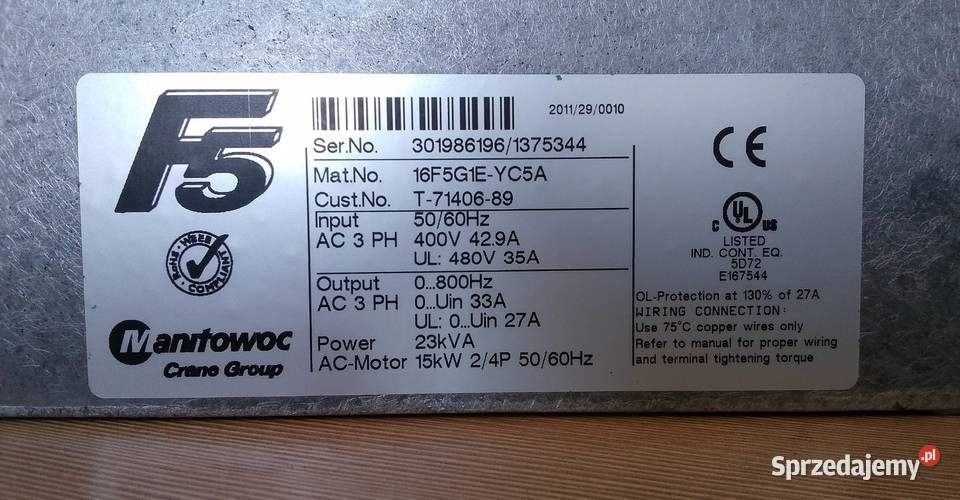 F5
2011/29/0010
Ser.No. 301986196/1375344
Mat.No. 16F5G1E-YC5A
Cust.No. T-71406-89
Input 50/60Hz
AC 3 PH 400V 42.9A
UL: 480V 35A
Output 0...800Hz
AC 3 PH 0...Uin 33A
UL: 0...Uin 27A
Power 23kVA
AC-Motor 15kW 2/4P 50/60Hz
RoHS · WEEE
COMPLIANT
Manitowoc
Crane Group
CE
c UL us
LISTED
IND. CONT. EQ.
5D72
E167544
OL-Protection at 130% of 27A
WIRING CONNECTION:
Use 75°C copper wires only
Refer to manual for proper wiring
and terminal tightening torque
Sprzedajemy.pl